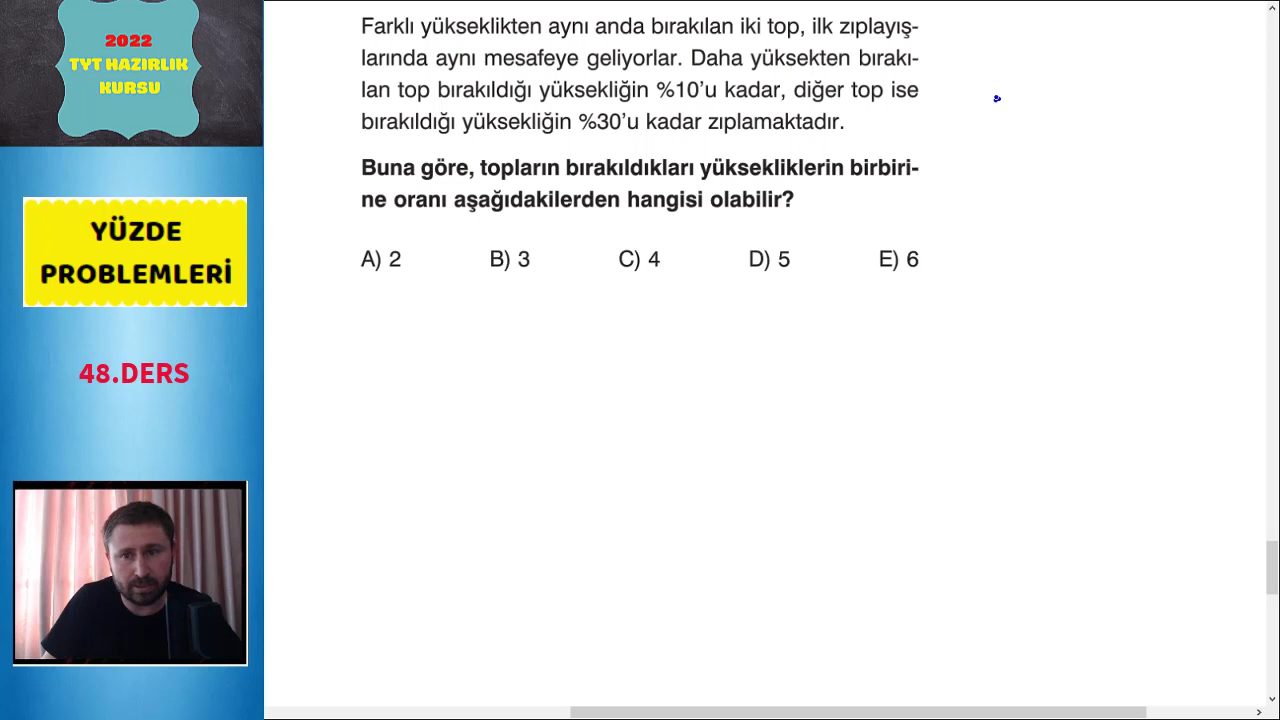 2022
TYT HAZIRLIK
KURSU
YÜZDE
PROBLEMLERİ
48.DERS
Farklı yükseklikten aynı anda bırakılan iki top, ilk zıplayış-
larında aynı mesafeye geliyorlar. Daha yüksekten bırakı-
lan top bırakıldığı yüksekliğin %10’u kadar, diğer top ise
bırakıldığı yüksekliğin %30’u kadar zıplamaktadır.
Buna göre, topların bırakıldıkları yüksekliklerin birbiri-
ne oranı aşağıdakilerden hangisi olabilir?
A) 2 B) 3 C) 4 D) 5 E) 6